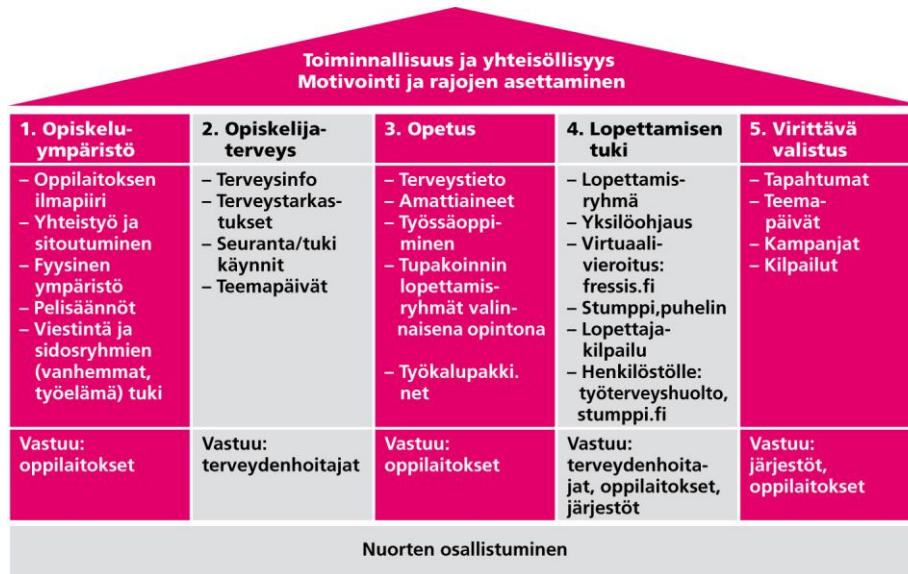 Toiminnallisuus ja yhteisöllisyys
Motivointi ja rajojen asettaminen
1. Opiskelu-
ympäristö
– Oppilaitoksen
ilmapiiri
– Yhteistyö ja
sitoutuminen
– Fyysinen
ympäristö
– Pelisäännöt
– Viestintä ja
sidosryhmien
(vanhemmat,
työelämä) tuki
Vastuu:
oppilaitokset
2. Opiskelija-
terveys
– Terveysinfo
– Terveystarkas-
tukset
– Seuranta/tuki
käynnit
– Teemapäivät
Vastuu:
terveydenhoitajat
3. Opetus
– Terveystieto
– Amattiaineet
– Työssäoppi-
minen
– Tupakoinnin
lopettamis-
ryhmät valin-
naisena opintona
– Työkalupakki.
net
Vastuu:
oppilaitokset
4. Lopettamisen
tuki
– Lopettamis-
ryhmä
– Yksilöohjaus
– Virtuaali-
vieroitus:
fressis.fi
– Stumppi,puhelin
– Lopettaja-
kilpailu
– Henkilöstölle:
työterveyshuolto,
stumppi.fi
Vastuu:
terveydenhoita-
jat, oppilaitokset,
järjestöt
5. Virittävä
valistus
– Tapahtumat
– Teema-
päivät
– Kampanjat
– Kilpailut
Vastuu:
järjestöt,
oppilaitokset
Nuorten osallistuminen